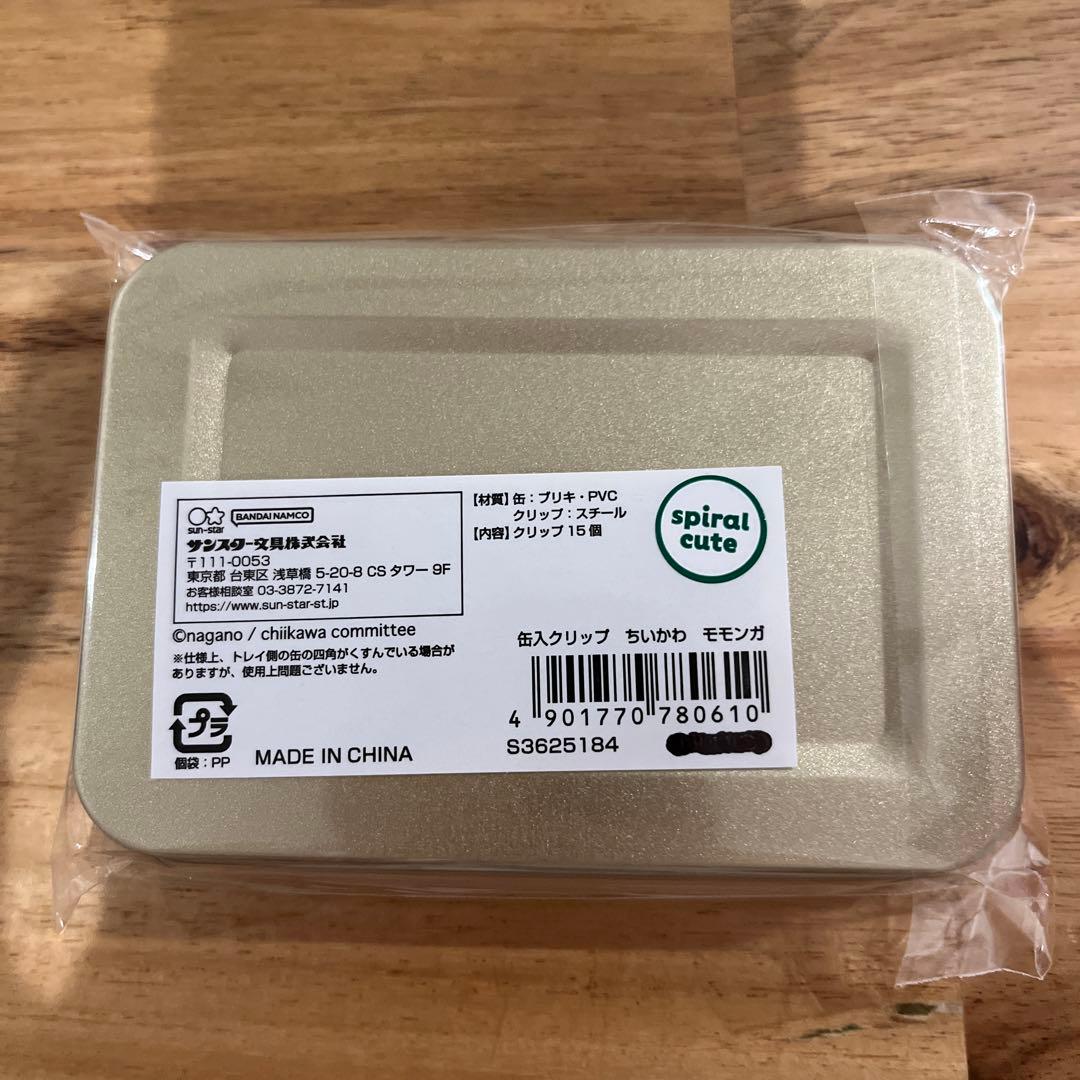 sun-star BANDAI NAMCO
サンスター文具株式会社
〒111-0053
東京都 台東区 浅草橋 5-20-8 CS タワー 9F
お客様相談室 03-3872-7141
https://www.sun-star-st.jp
©nagano / chiikawa committee
※仕様上、トレイ側の缶の四角がくすんでいる場合が
ありますが、使用上問題ございません。
プラ
個袋：PP
MADE IN CHINA
【材質】缶：ブリキ・PVC
クリップ：スチール
【内容】クリップ 15 個
spiral
cute
缶入クリップ ちいかわ モモンガ
4 901770 780610
S3625184